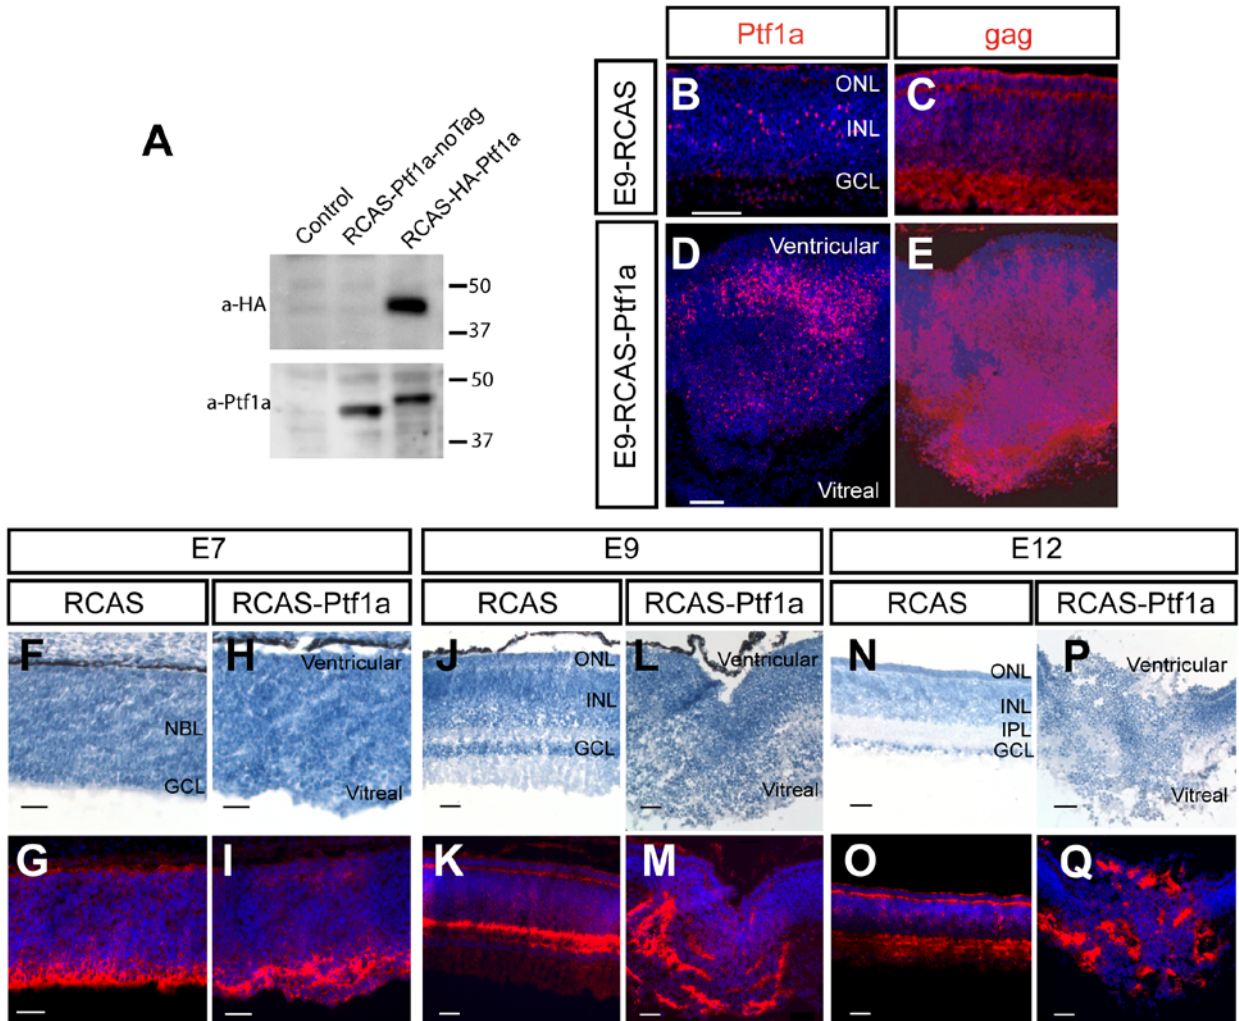 Ptf1a
gag
A
Control
RCAS-Ptf1a-noTag
RCAS-HA-Ptf1a
a-HA
50
37
a-Ptf1a
50
37
E9-RCAS
B
ONL
INL
GCL
C
E9-RCAS-Ptf1a
D
Ventricular
Vitreal
E
E7
E9
E12
RCAS
RCAS-Ptf1a
RCAS
RCAS-Ptf1a
RCAS
RCAS-Ptf1a
F
NBL
GCL
H
Ventricular
Vitreal
J
ONL
INL
GCL
L
Ventricular
Vitreal
N
ONL
INL
IPL
GCL
P
Ventricular
Vitreal
G
I
K
M
O
Q